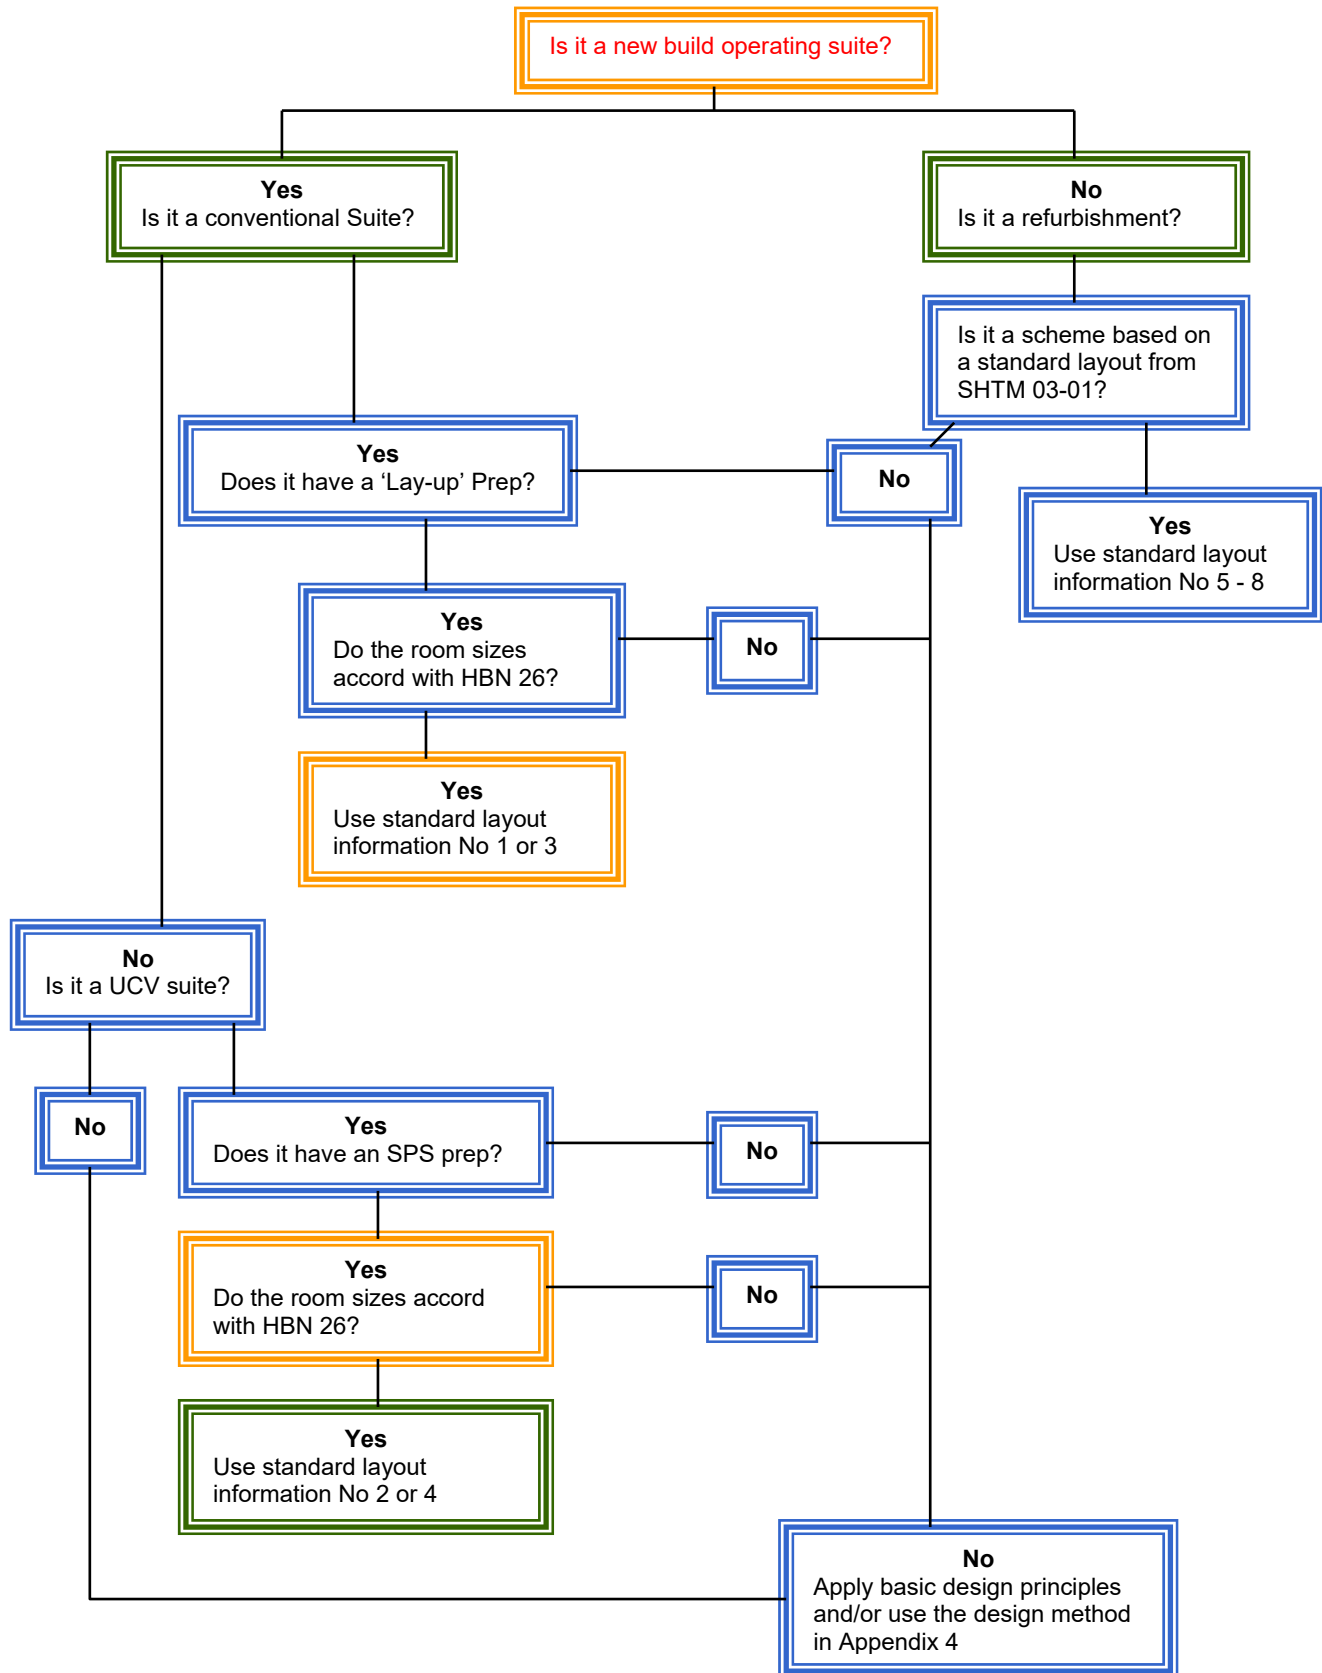 Is it a new build operating suite?
Yes
Is it a conventional Suite?
No
Is it a refurbishment?
Is it a scheme based on
a standard layout from
SHTM 03-01?
Yes
Does it have a ‘Lay-up’ Prep?
No
Yes
Use standard layout
information No 5 - 8
Yes
Do the room sizes
accord with HBN 26?
No
Yes
Use standard layout
information No 1 or 3
No
Is it a UCV suite?
No
Yes
Does it have an SPS prep?
No
Yes
Do the room sizes accord
with HBN 26?
No
Yes
Use standard layout
information No 2 or 4
No
Apply basic design principles
and/or use the design method
in Appendix 4